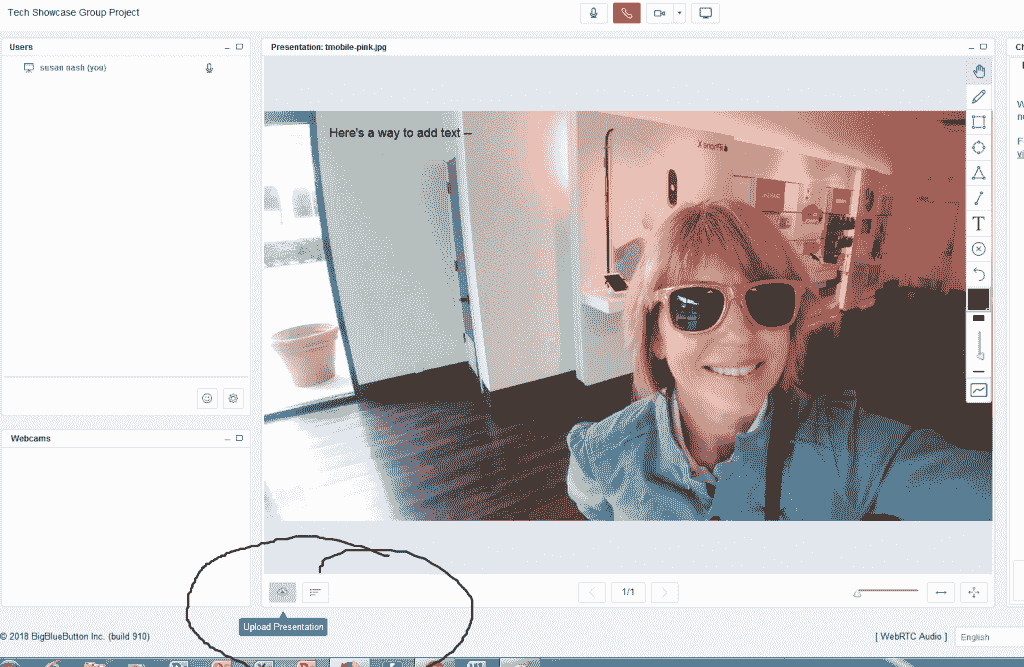 Tech Showcase Group Project
Users
susan nash (you)
Presentation: tmobile-pink.jpg
Here's a way to add text --
iPhone X
T
Webcams
1/1
Upload Presentation
© 2018 BigBlueButton Inc. (build 910)
[ WebRTC Audio ]
English